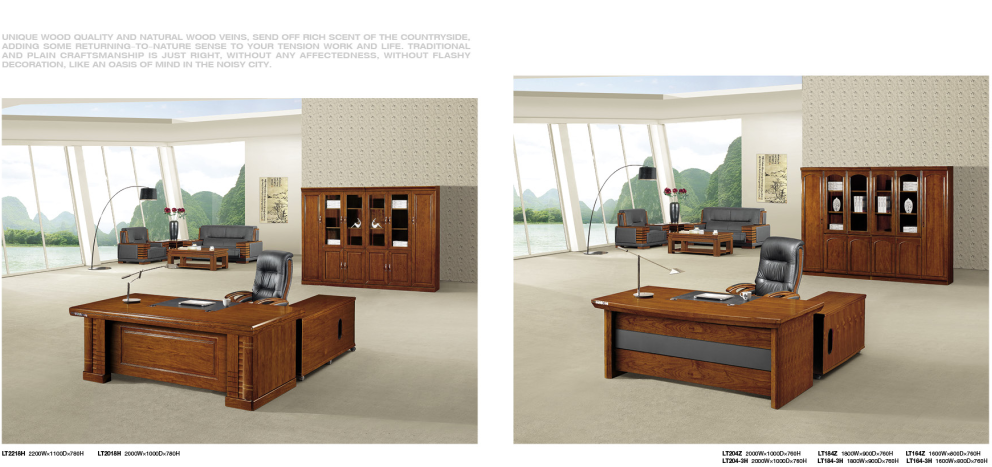 UNIQUE WOOD QUALITY AND NATURAL WOOD VEINS, SEND OFF RICH SCENT OF THE COUNTRYSIDE,
ADDING SOME RETURNING-TO-NATURE SENSE TO YOUR TENSION WORK AND LIFE. TRADITIONAL
AND PLAIN CRAFTSMANSHIP IS JUST RIGHT, WITHOUT ANY AFFECTEDNESS, WITHOUT FLASHY
DECORATION, LIKE AN OASIS OF MIND IN THE NOISY CITY.
LT2218H 2200W×1100D×760H LT2018H 2000W×1000D×760H
LT204Z 2000W×1000D×760H LT184Z 1800W×900D×760H LT164Z 1600W×800D×760H
LT204-3H 2000W×1000D×760H LT184-3H 1800W×900D×760H LT164-3H 1600W×800D×760H